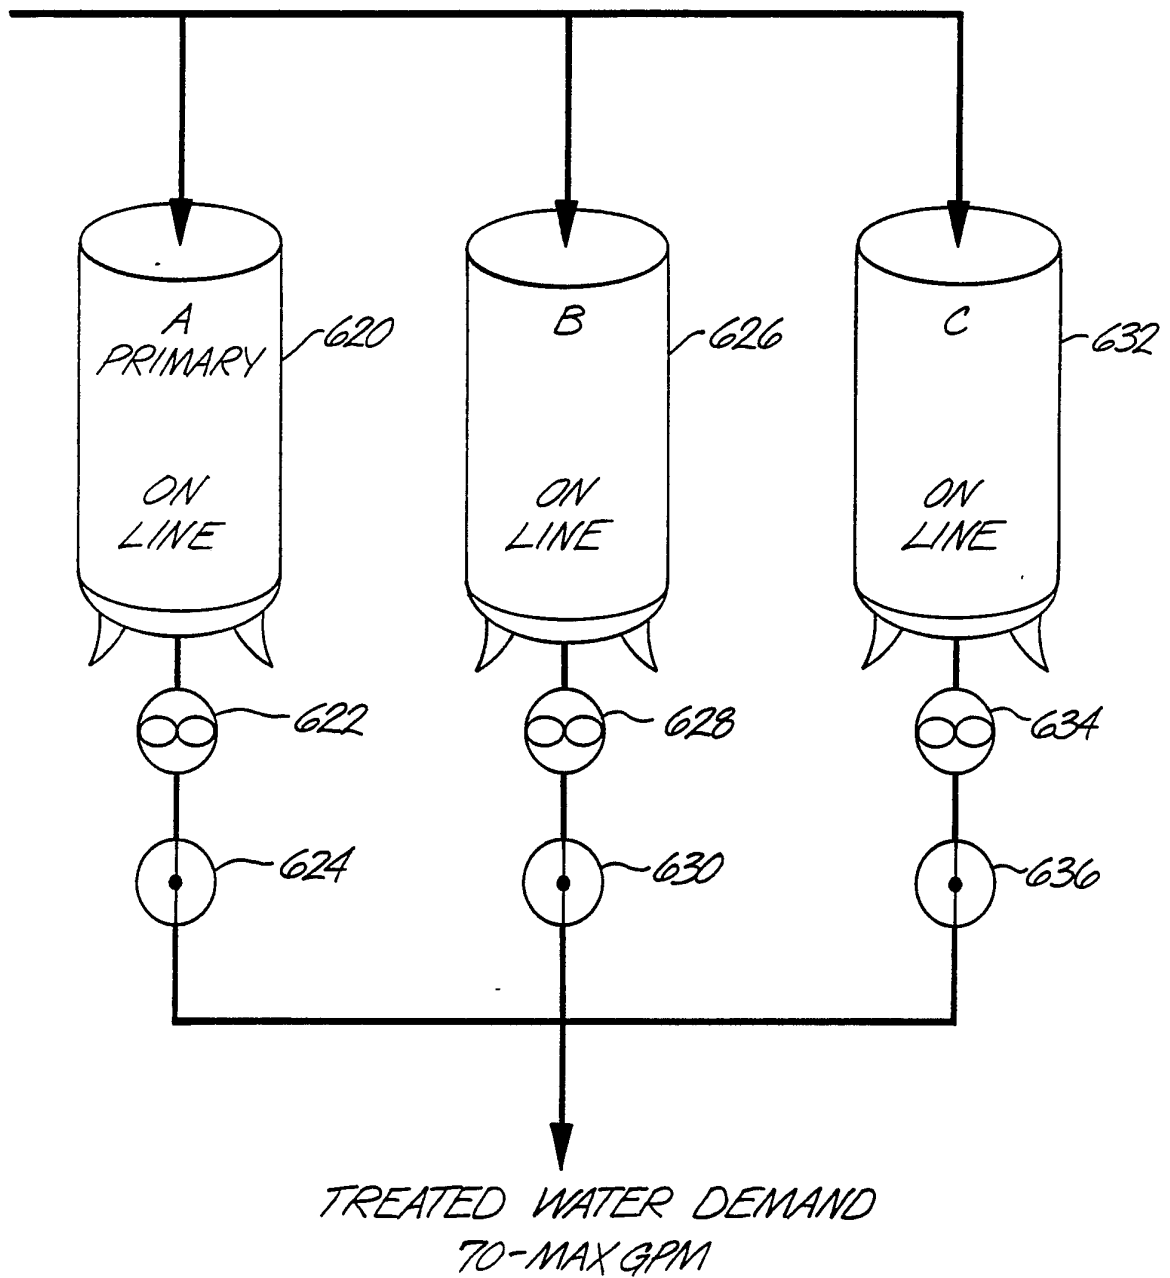 A
PRIMARY
ON
LINE
620
B
ON
LINE
626
C
ON
LINE
632
622
628
634
624
630
636
TREATED WATER DEMAND
70-MAX GPM